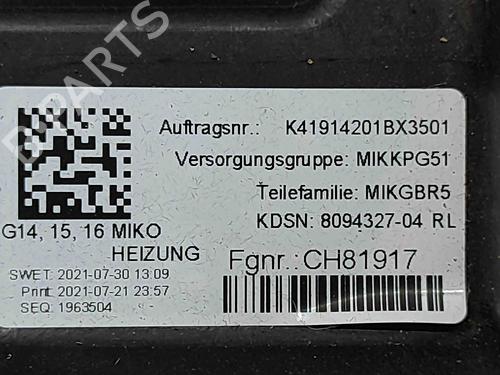 B-PARTS
Auftragsnr.: K41914201BX3501
Versorgungsgruppe: MIKKPG51
Teilefamilie: MIKGBR5
KDSN: 8094327-04 RL
G14, 15, 16 MIKO
HEIZUNG
Fgnr.: CH81917
SWET: 2021-07-30 13:09
Print: 2021-07-21 23:57
SEQ: 1963504